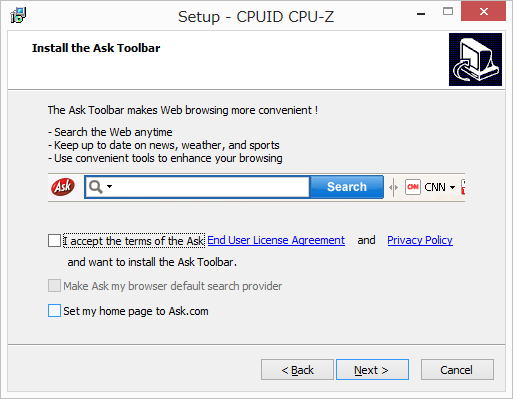 Setup - CPUID CPU-Z
Install the Ask Toolbar
The Ask Toolbar makes Web browsing more convenient !
- Search the Web anytime
- Keep up to date on news, weather, and sports
- Use convenient tools to enhance your browsing
Ask Search CNN CNN
I accept the terms of the Ask End User License Agreement and Privacy Policy
and want to install the Ask Toolbar.
Make Ask my browser default search provider
Set my home page to Ask.com
< Back Next > Cancel